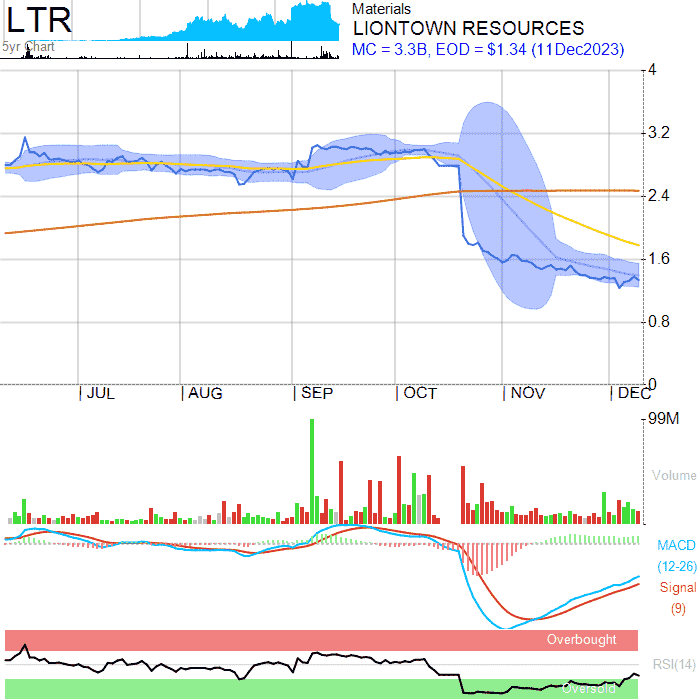 LTR
5yr Chart
Materials
LIONTOWN RESOURCES
MC = 3.3B, EOD = $1.34 (11Dec2023)
4
3.2
2.4
1.6
0.8
0
JUL AUG SEP OCT NOV DEC
99M
Volume
MACD
(12-26)
Signal
(9)
Overbought
RSI(14)
Oversold